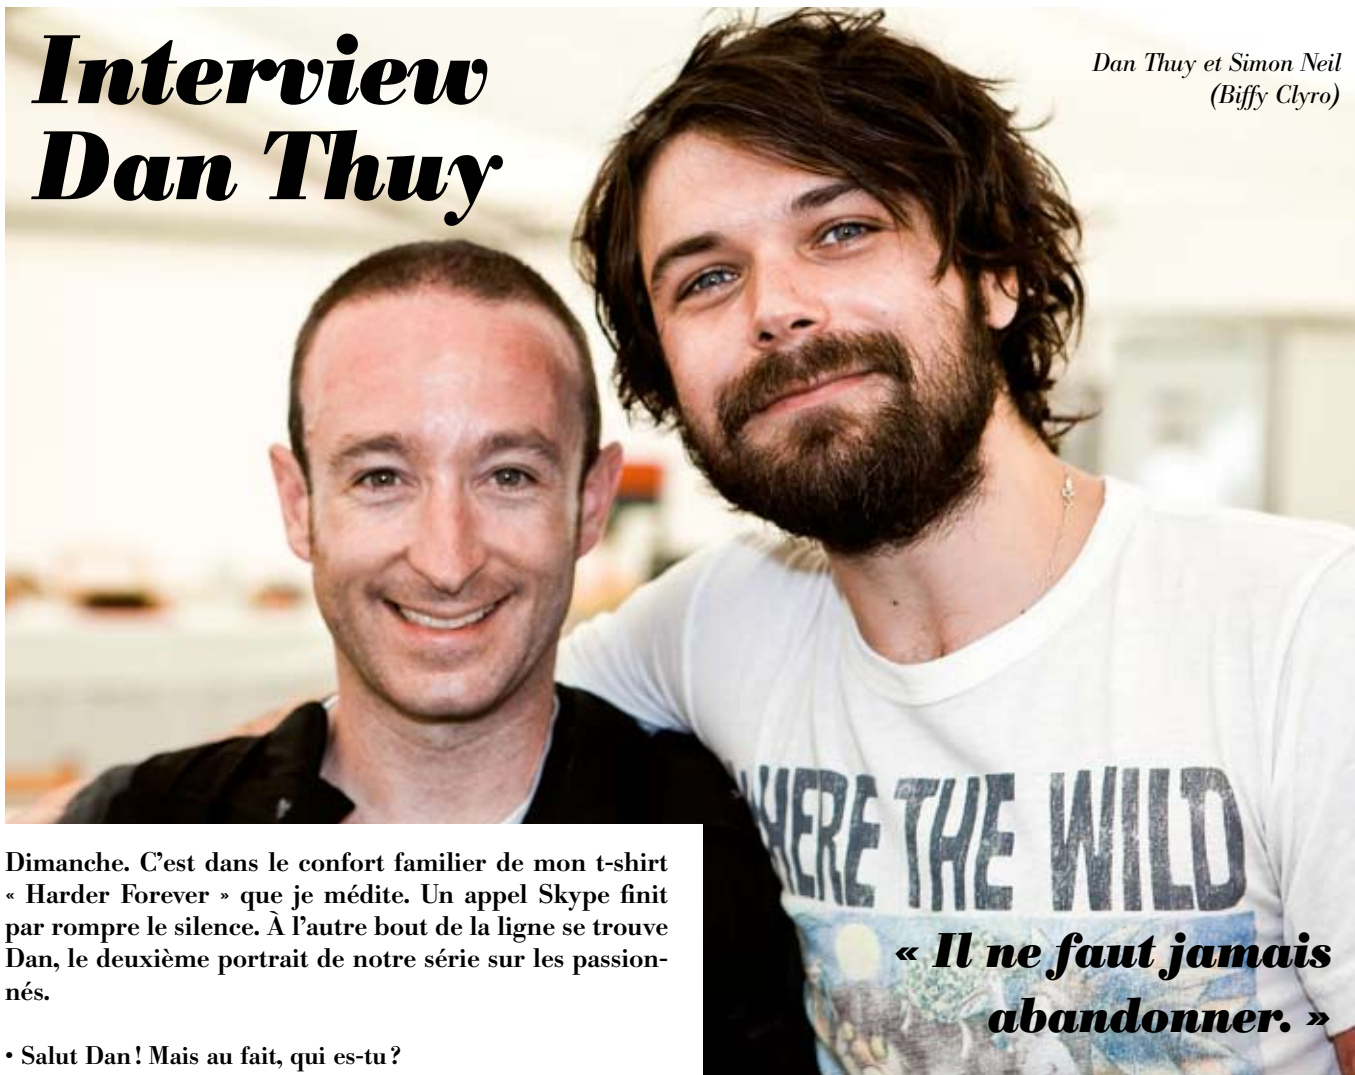 Interview
Dan Thuy
Dan Thuy et Simon Neil
(Biffy Clyro)
WHERE THE WILD
« Il ne faut jamais
abandonner. »
Dimanche. C’est dans le confort familier de mon t-shirt
« Harder Forever » que je médite. Un appel Skype finit
par rompre le silence. À l’autre bout de la ligne se trouve
Dan, le deuxième portrait de notre série sur les passion-
nés.
• Salut Dan ! Mais au fait, qui es-tu ?